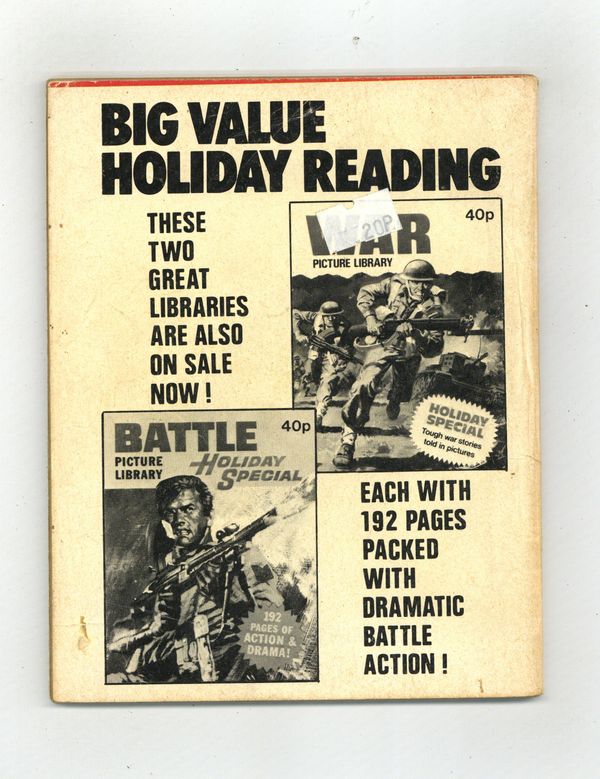 BIG VALUE
HOLIDAY READING
THESE
TWO
GREAT
LIBRARIES
ARE ALSO
ON SALE
NOW !
WAR
40p
20P
PICTURE LIBRARY
HOLIDAY
SPECIAL
Tough war stories
told in pictures
BATTLE
40p
PICTURE
LIBRARY
HOLIDAY
SPECIAL
192
PAGES OF
ACTION &
DRAMA!
EACH WITH
192 PAGES
PACKED
WITH
DRAMATIC
BATTLE
ACTION !